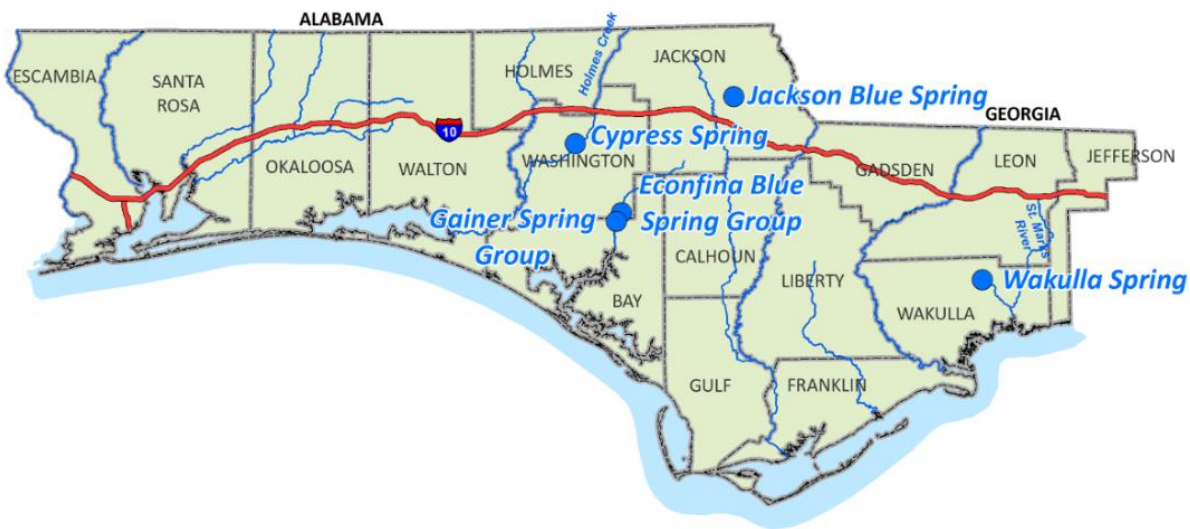 ALABAMA
ESCAMBIA
SANTA
ROSA
OKALOOSA
WALTON
10
HOLMES
Holmes Creek
JACKSON
Jackson Blue Spring
Cypress Spring
WASHINGTON
Econfina Blue
Spring Group
Gainer Spring
Group
BAY
CALHOUN
GULF
LIBERTY
FRANKLIN
GEORGIA
GADSDEN
LEON
JEFFERSON
St. Marks
River
Wakulla Spring
WAKULLA